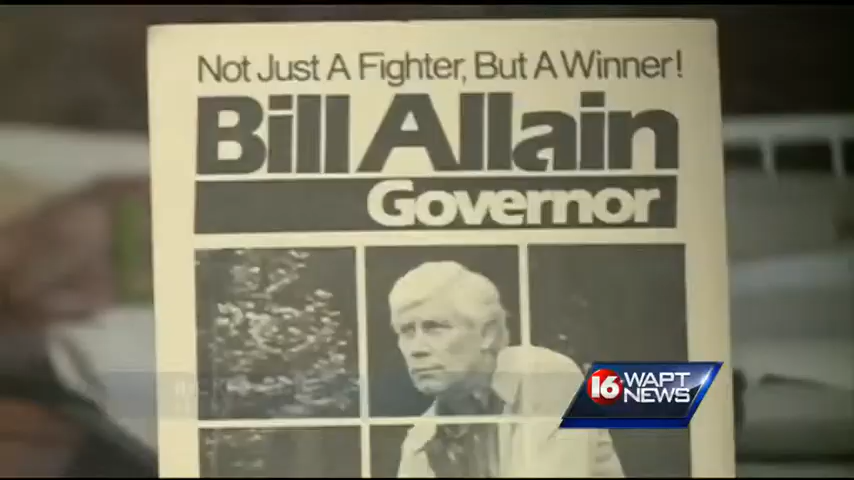 Not Just A Fighter, But A Winner!
Bill Allain
Governor
16 WAPT
NEWS